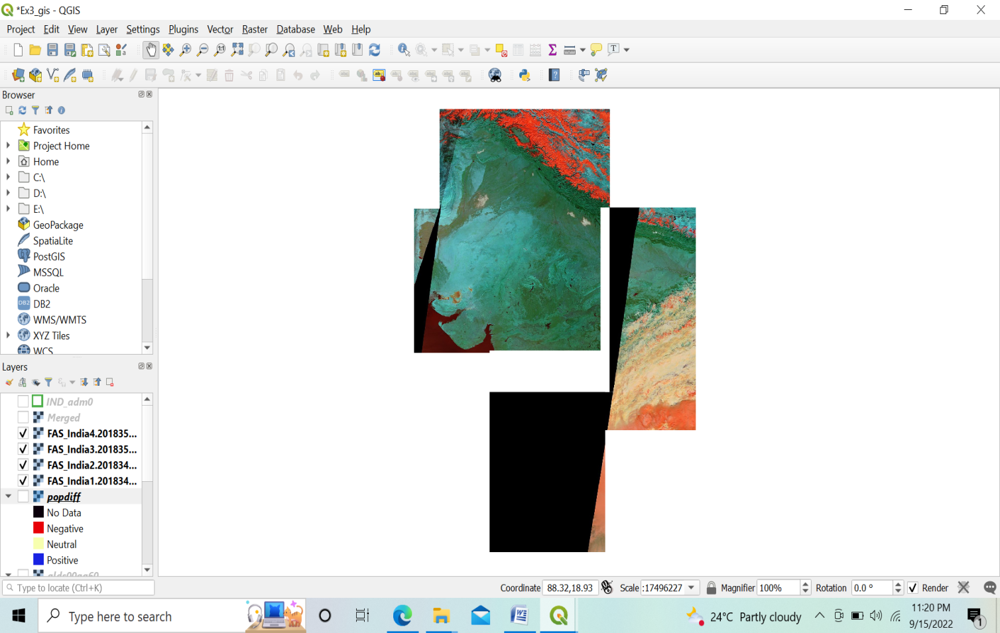 *Ex3_gis - QGIS
Project Edit View Layer Settings Plugins Vector Raster Database Web Help
Browser
Favorites
Project Home
Home
C:\
D:\
E:\
GeoPackage
SpatiaLite
PostGIS
MSSQL
Oracle
DB2
WMS/WMTS
XYZ Tiles
WCS
Layers
IND_adm0
Merged
FAS_India4.201835...
FAS_India3.201835...
FAS_India2.201834...
FAS_India1.201834...
popdiff
No Data
Negative
Neutral
Positive
Type to locate (Ctrl+K)
Coordinate 88.32,18.93 Scale :17496227 Magnifier 100% Rotation 0.0 ° Render
Type here to search
24°C Partly cloudy
11:20 PM
9/15/2022
1